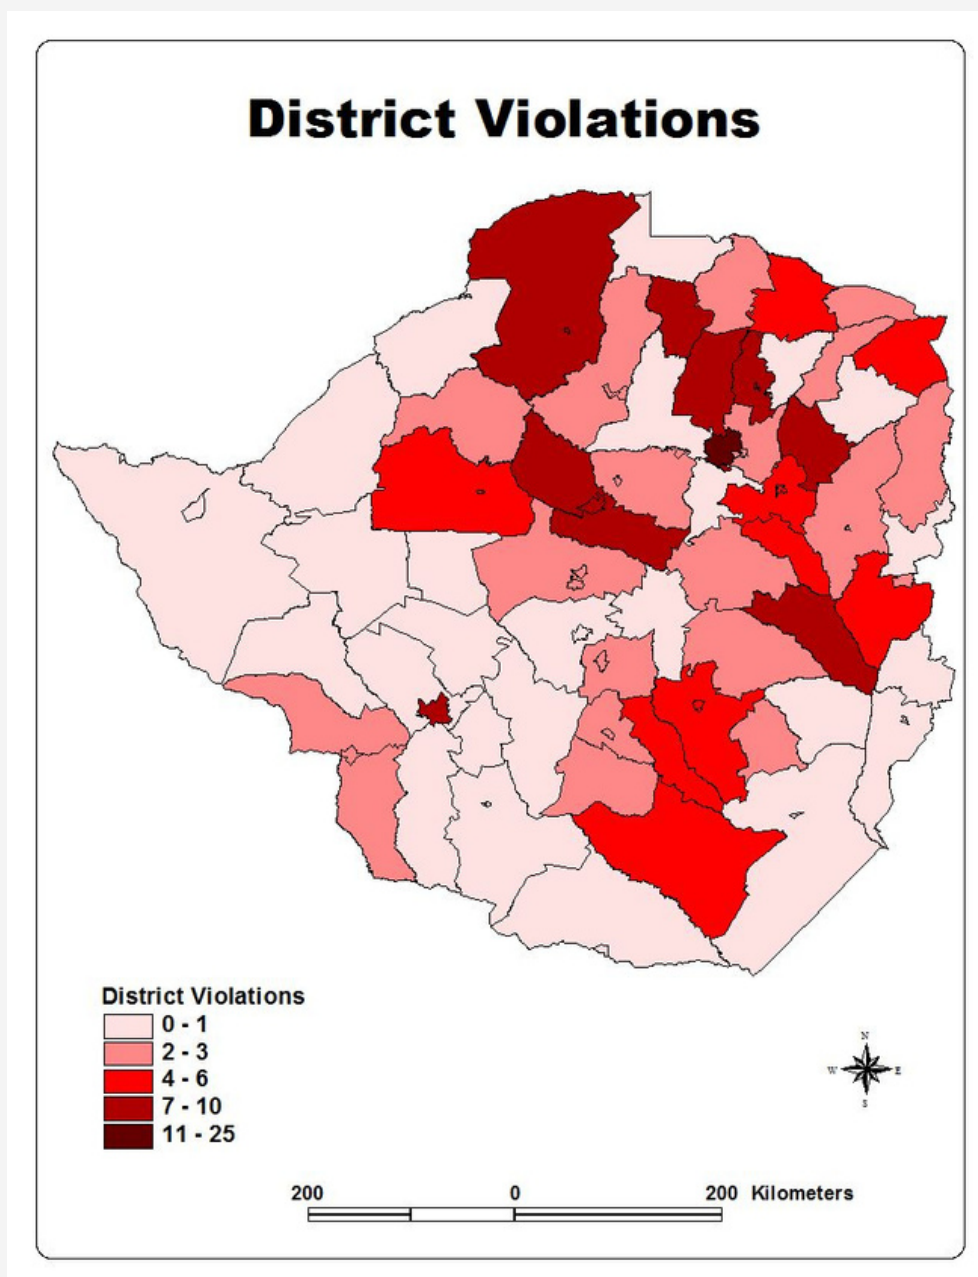 District Violations
District Violations
0 - 1
2 - 3
4 - 6
7 - 10
11 - 25
N
W E
S
200 0 200 Kilometers